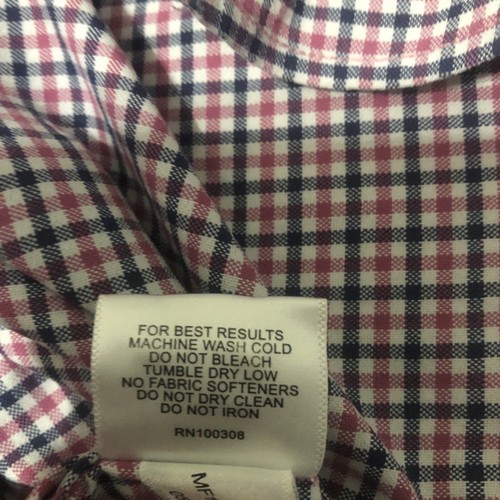 FOR BEST RESULTS
MACHINE WASH COLD
DO NOT BLEACH
TUMBLE DRY LOW
NO FABRIC SOFTENERS
DO NOT DRY CLEAN
DO NOT IRON
RN100308